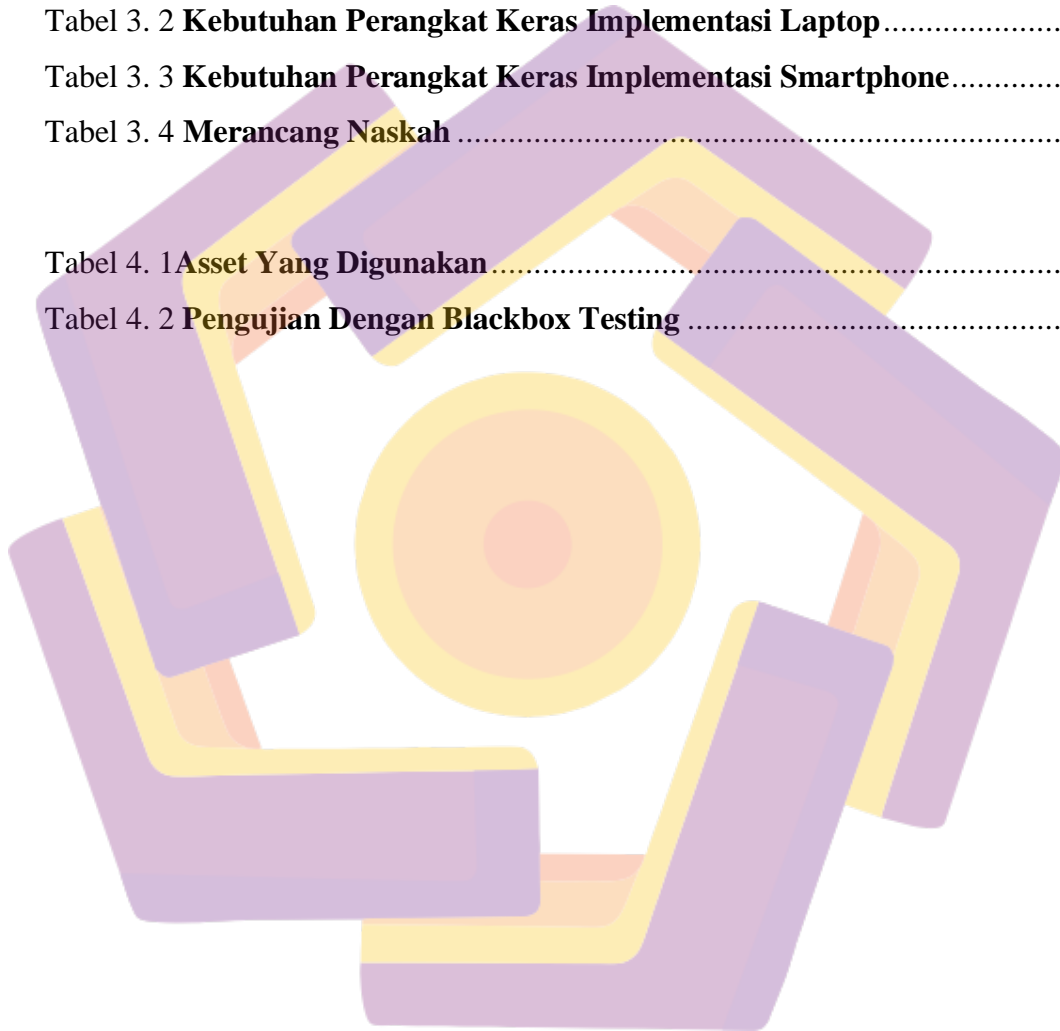 Tabel 3. 2 Kebutuhan Perangkat Keras Implementasi Laptop......................
Tabel 3. 3 Kebutuhan Perangkat Keras Implementasi Smartphone.............
Tabel 3. 4 Merancang Naskah ........................................................................
Tabel 4. 1Asset Yang Digunakan....................................................................
Tabel 4. 2 Pengujian Dengan Blackbox Testing ............................................